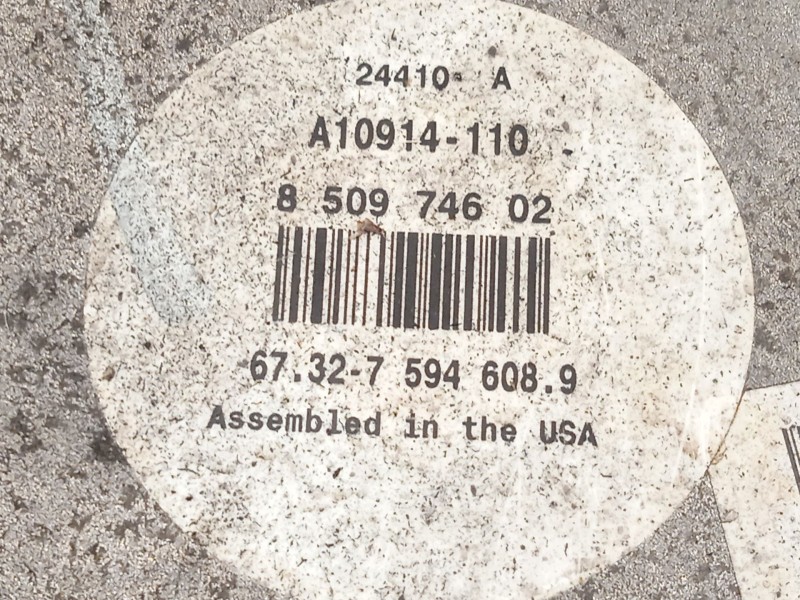 24410- A
A10914-110
8 509 746 02
67.32-7 594 608.9
Assembled in the USA